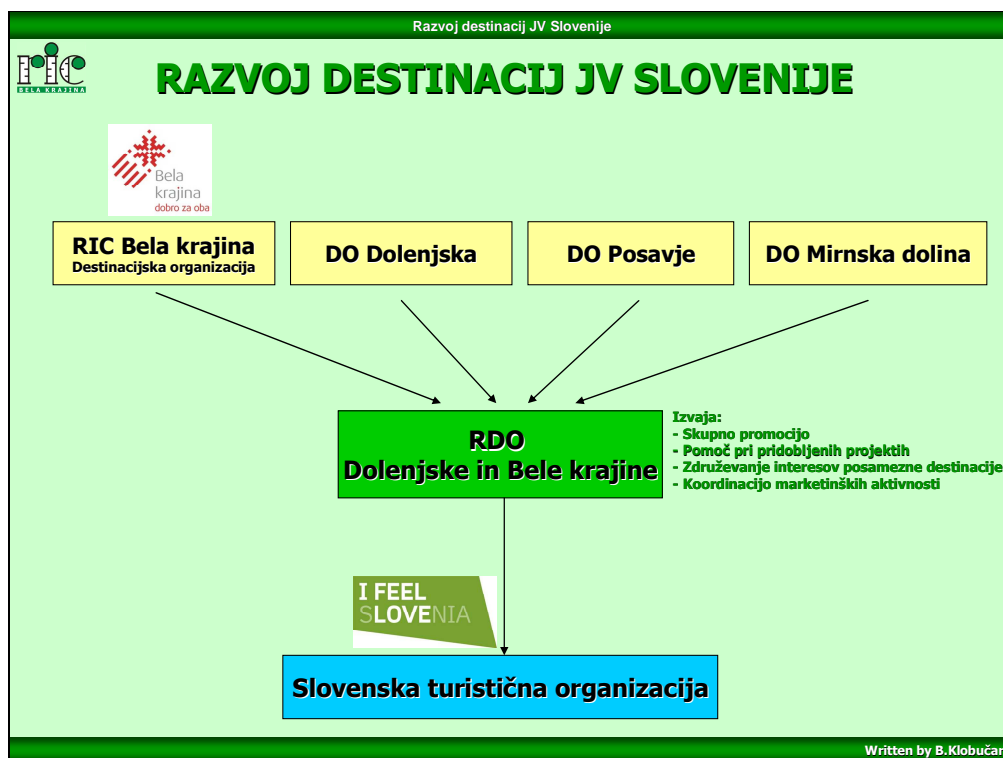 Razvoj destinacij JV Slovenije
ric
BELA KRAJINA
RAZVOJ DESTINACIJ JV SLOVENIJE
Bela
krajina
dobro za oba
RIC Bela krajina
Destinacijska organizacija
DO Dolenjska
DO Posavje
DO Mirnska dolina
RDO
Dolenjske in Bele krajine
Izvaja:
- Skupno promocijo
- Pomoč pri pridobljenih projektih
- Združevanje interesov posamezne destinacije
- Koordinacijo marketinških aktivnosti
I FEEL
SLOVENIA
Slovenska turistična organizacija
Written by B.Klobučar